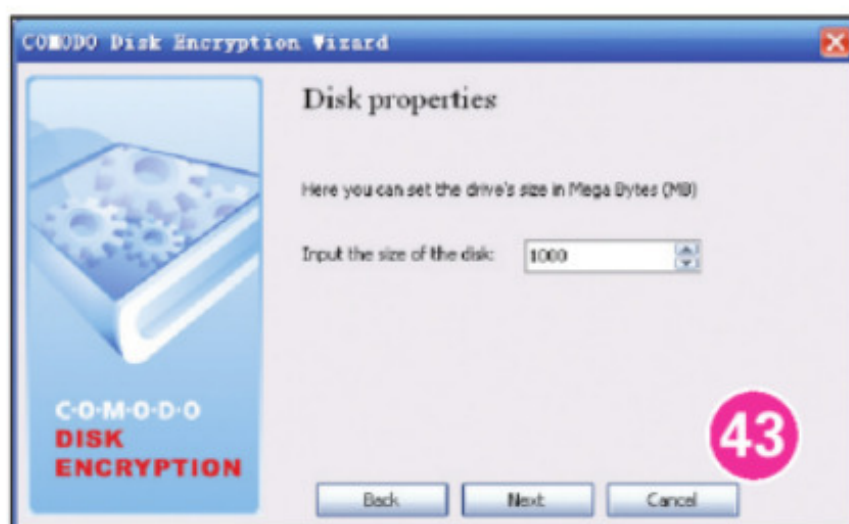 COMODO Disk Encryption Wizard
Disk properties
Here you can set the drive's size in Mega Bytes (MB)
Input the size of the disk: 1000
C·O·M·O·D·O
DISK
ENCRYPTION
43
Back Next Cancel